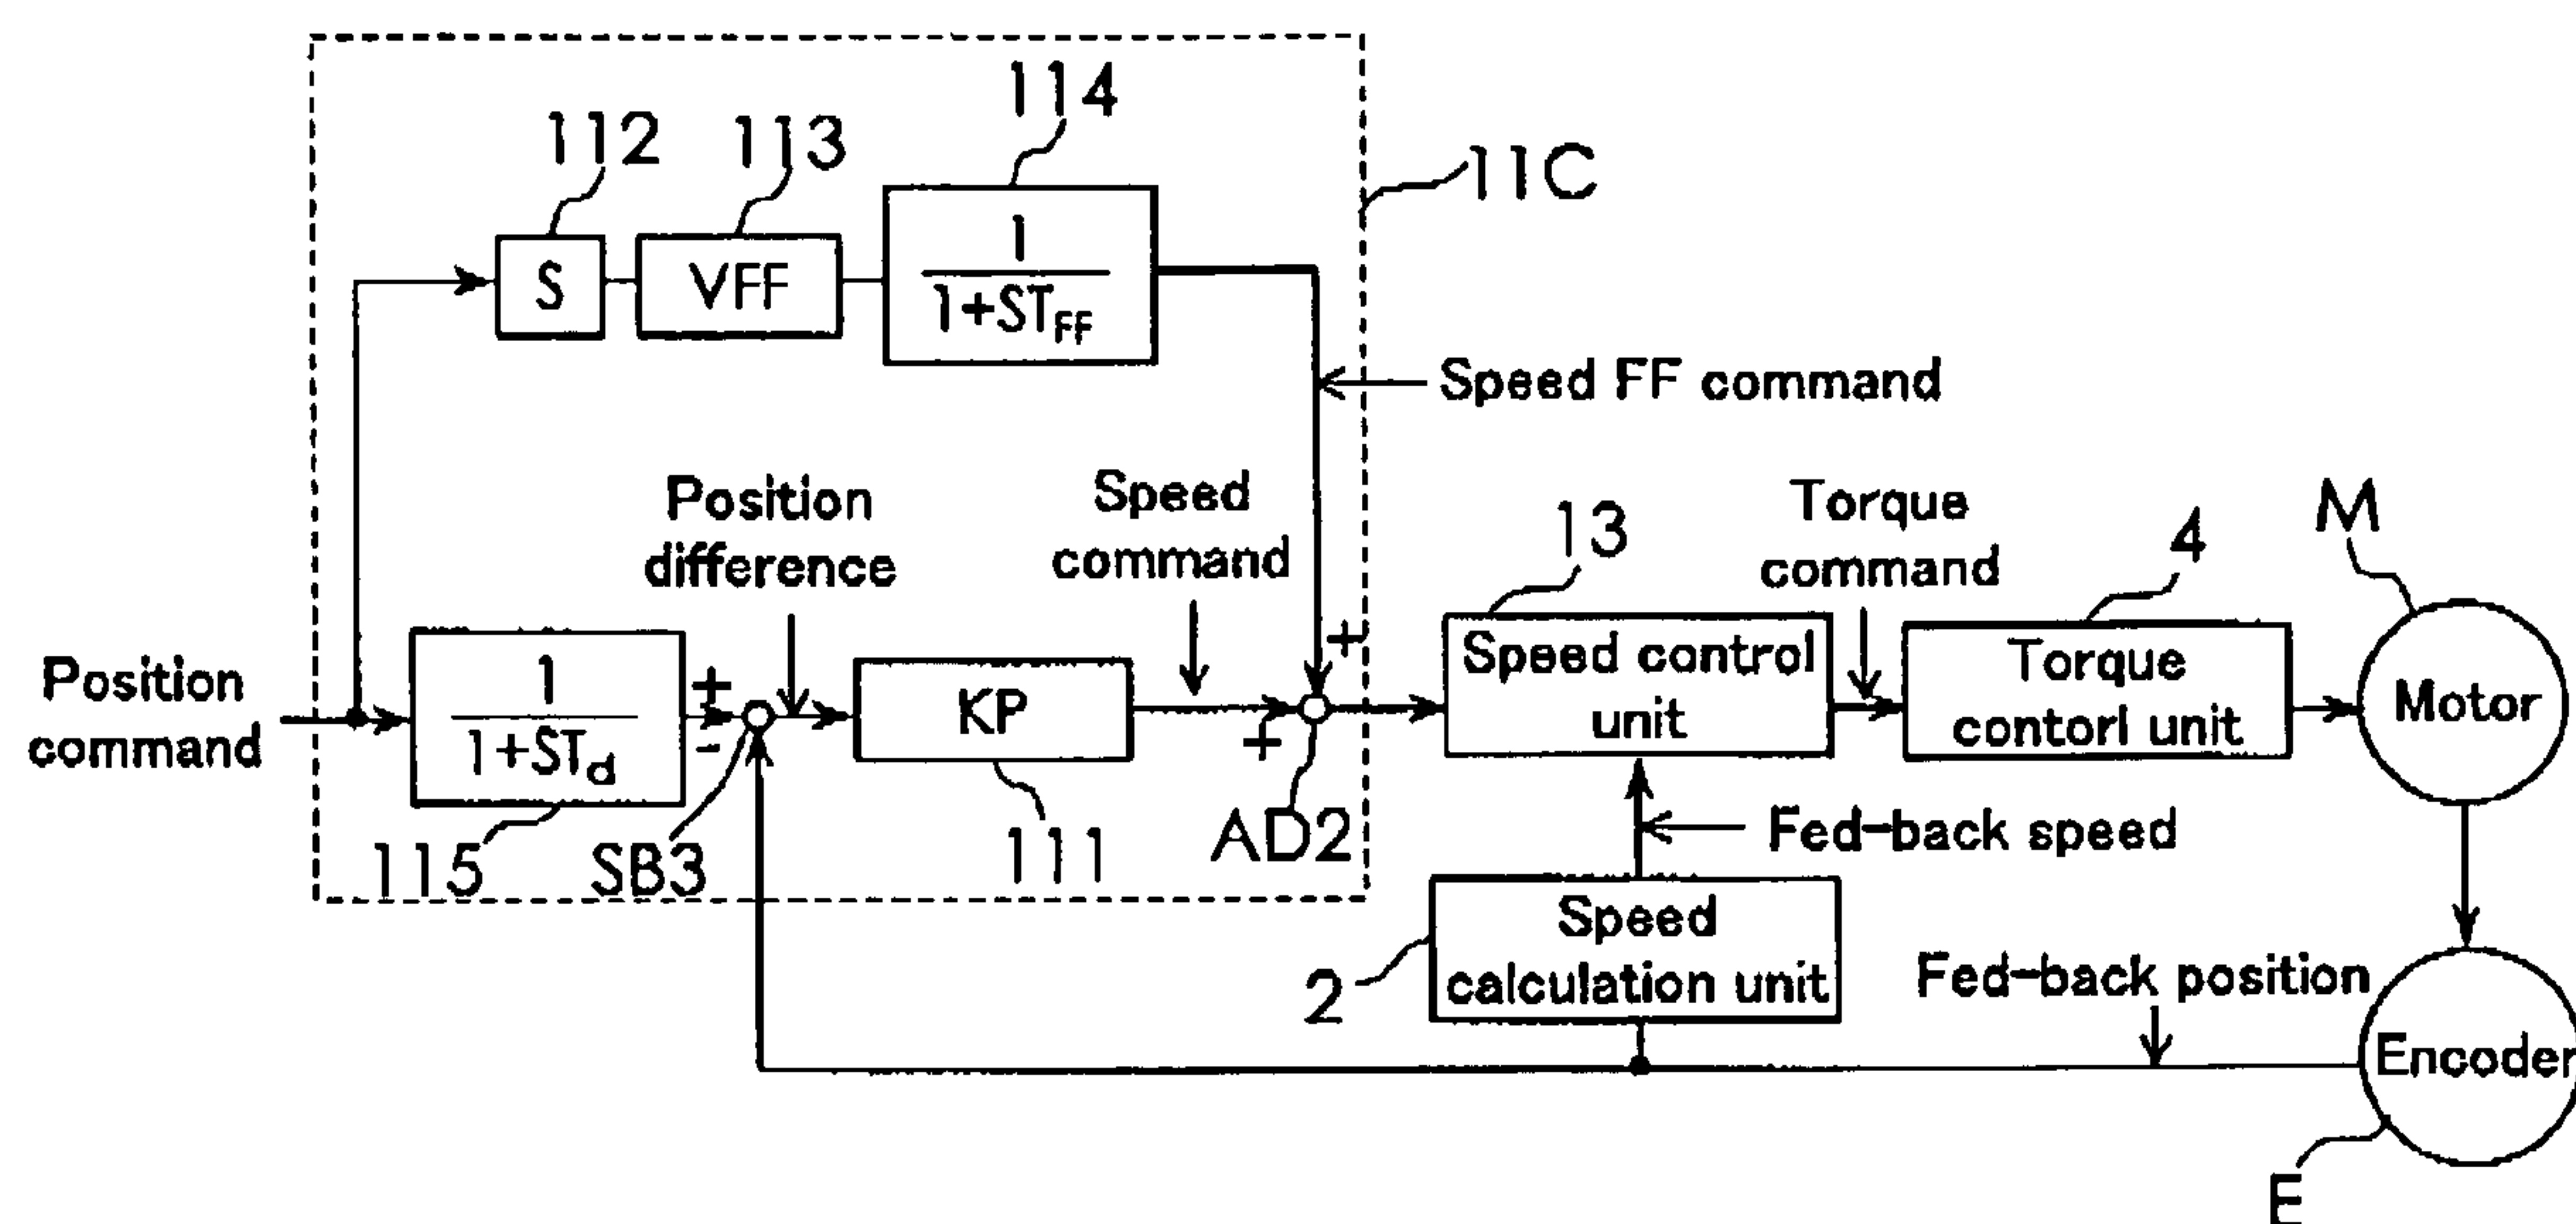 114
112
113
11C
S
VFF
1
1+STFF
Speed FF command
Position
difference
Speed
command
13
Torque
command
4
M
Position
command
1
1+STd
+
-
KP
+
+
Speed control
unit
Torque
contorl unit
Motor
115
SB3
111
AD2
Fed-back speed
2
Speed
calculation unit
Fed-back position
Encoder
E